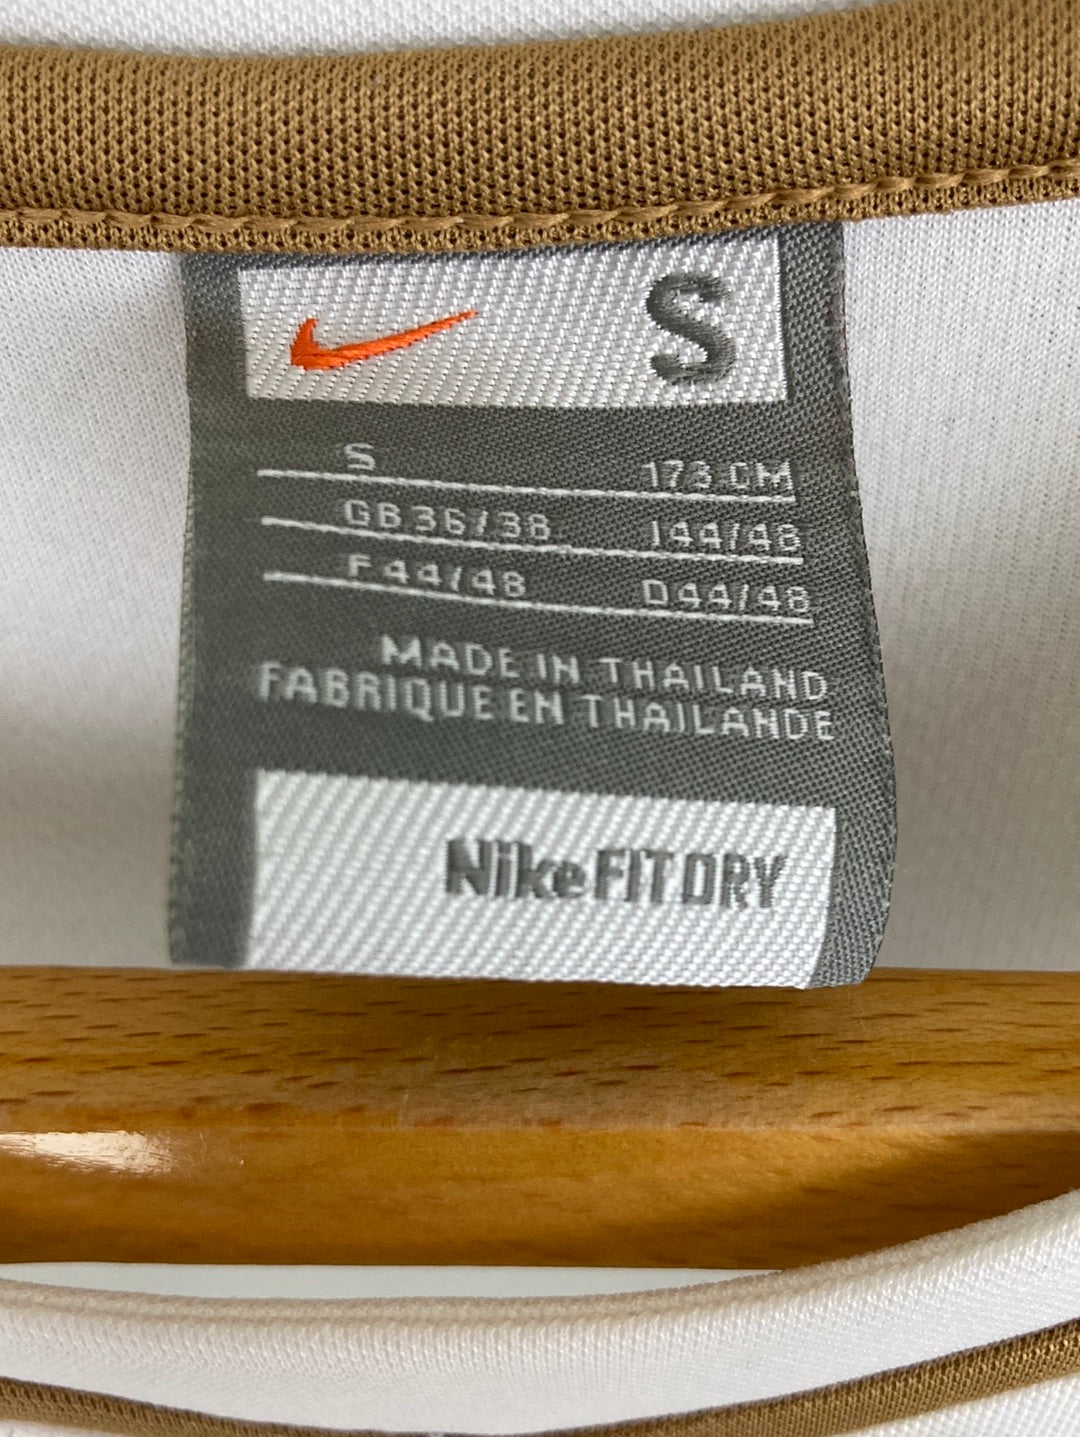 S
S 173 CM
GB 36/38 I 44/48
F 44/48 D 44/48
MADE IN THAILAND
FABRIQUE EN THAILANDE
Nike FIT DRY